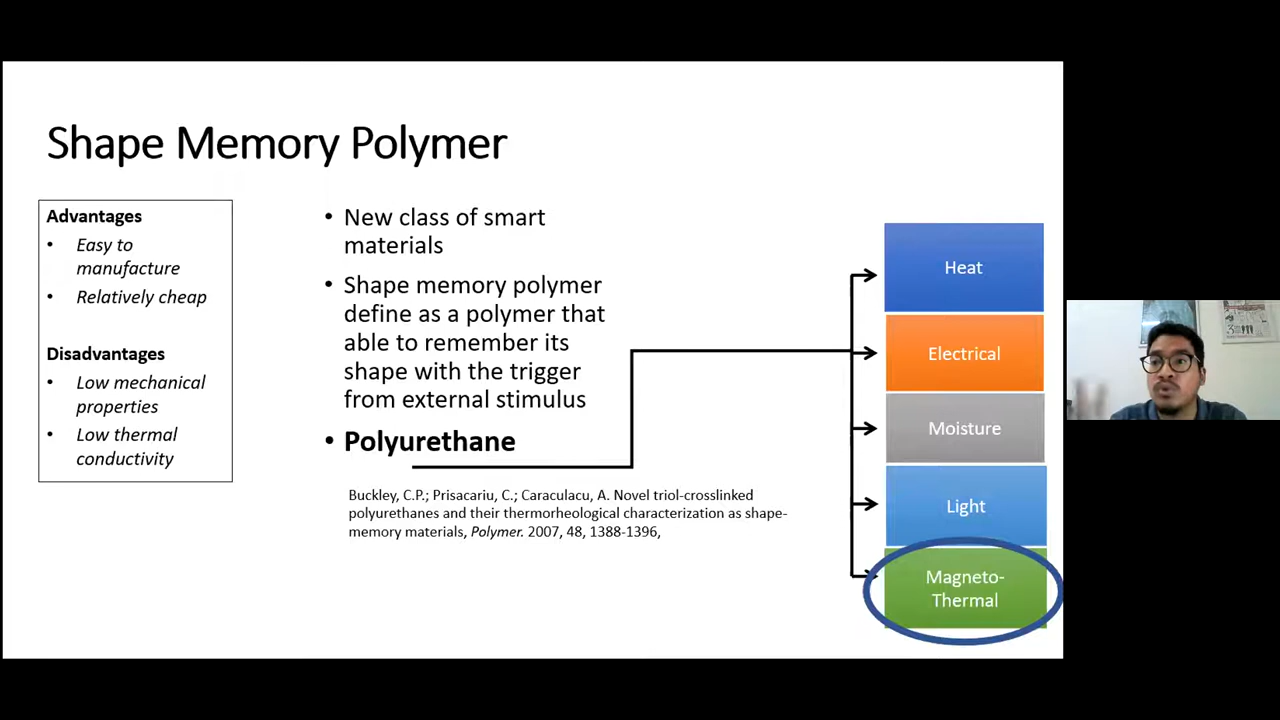 Shape Memory Polymer
Advantages
• Easy to
manufacture
• Relatively cheap
Disadvantages
• Low mechanical
properties
• Low thermal
conductivity
• New class of smart
materials
• Shape memory polymer
define as a polymer that
able to remember its
shape with the trigger
from external stimulus
• Polyurethane
Buckley, C.P.; Prisacariu, C.; Caraculacu, A. Novel triol-crosslinked
polyurethanes and their thermorheological characterization as shape-
memory materials, Polymer. 2007, 48, 1388-1396,
Heat
Electrical
Moisture
Light
Magneto-
Thermal